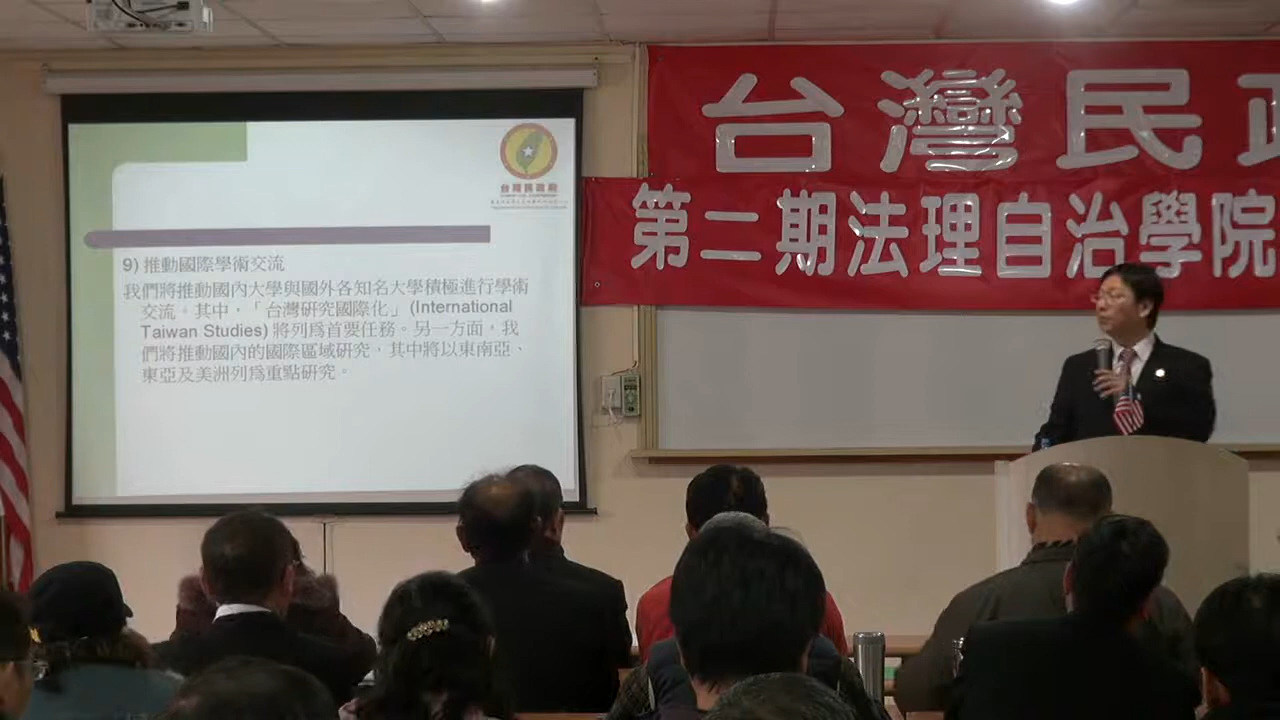 台灣民政
第二期法理自治學院
台灣民政府
9) 推動國際學術交流
我們將推動國內大學與國外各知名大學積極進行學術
交流。其中，「台灣研究國際化」(International
Taiwan Studies) 將列為首要任務。另一方面，我
們將推動國內的國際區域研究，其中將以東南亞、
東亞及美洲列為重點研究。